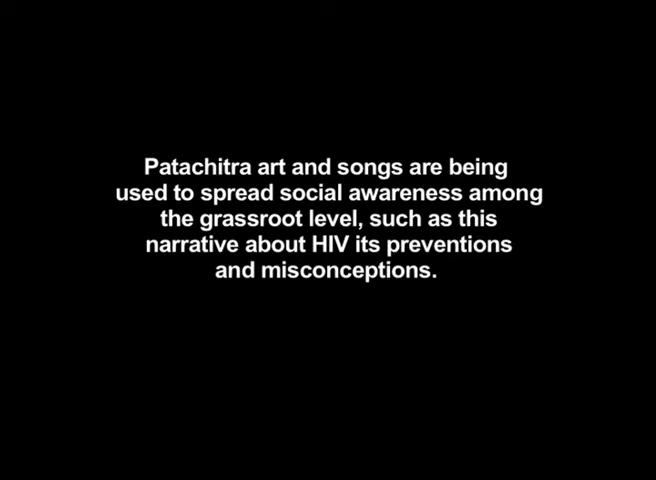 Patachitra art and songs are being
used to spread social awareness among
the grassroot level, such as this
narrative about HIV its preventions
and misconceptions.